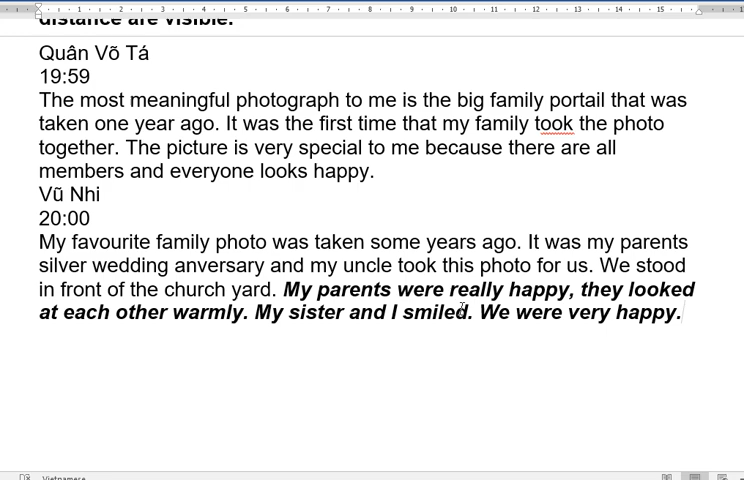 distance are visible.
Quân Võ Tá
19:59
The most meaningful photograph to me is the big family portail that was
taken one year ago. It was the first time that my family took the photo
together. The picture is very special to me because there are all
members and everyone looks happy.
Vũ Nhi
20:00
My favourite family photo was taken some years ago. It was my parents
silver wedding anversary and my uncle took this photo for us. We stood
in front of the church yard. My parents were really happy, they looked
at each other warmly. My sister and I smiled. We were very happy.